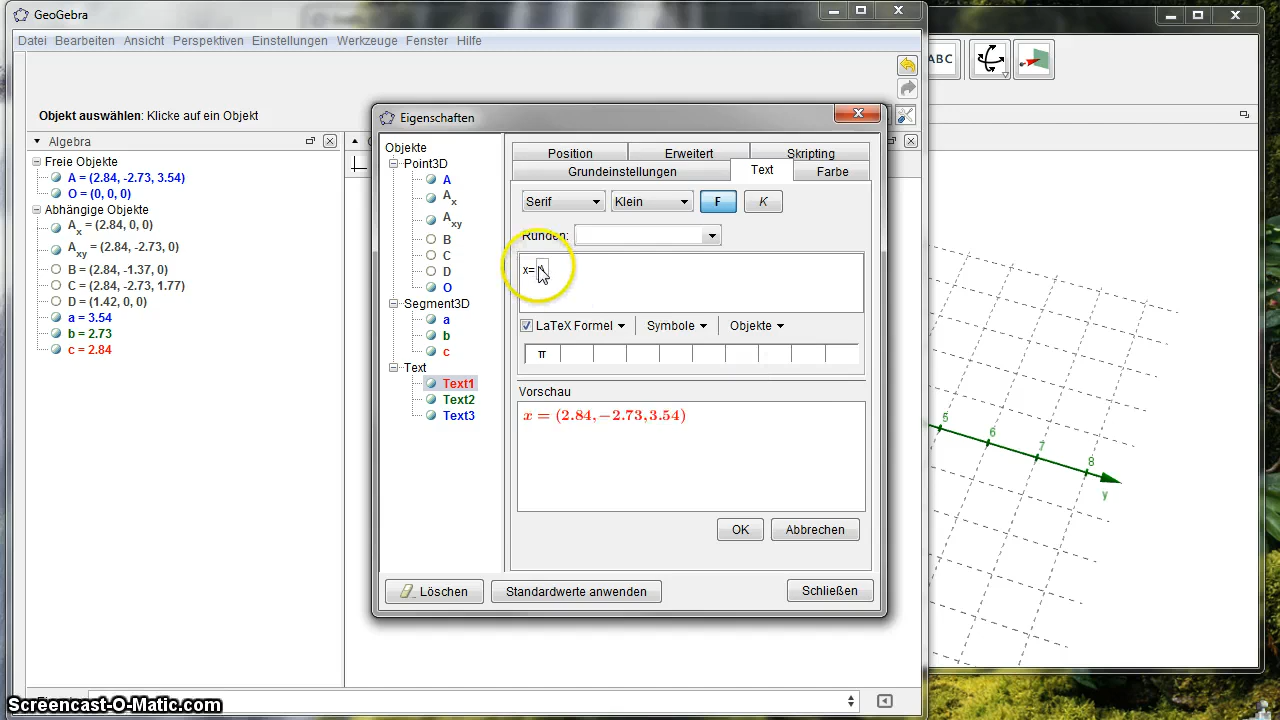 GeoGebra
Datei Bearbeiten Ansicht Perspektiven Einstellungen Werkzeuge Fenster Hilfe
ABC
Objekt auswählen: Klicke auf ein Objekt
Algebra
Freie Objekte
A = (2.84, -2.73, 3.54)
O = (0, 0, 0)
Abhängige Objekte
Ax = (2.84, 0, 0)
Axy = (2.84, -2.73, 0)
B = (2.84, -1.37, 0)
C = (2.84, -2.73, 1.77)
D = (1.42, 0, 0)
a = 3.54
b = 2.73
c = 2.84
Eigenschaften
Objekte
Point3D
A
Ax
Axy
B
C
D
O
Segment3D
a
b
c
Text
Text1
Text2
Text3
Position Erweitert Skripting
Grundeinstellungen Text Farbe
Serif Klein F K
Runden:
x=
LaTeX Formel Symbole Objekte
π
Vorschau
x = (2.84, −2.73, 3.54)
OK Abbrechen
Löschen Standardwerte anwenden Schließen
5
6
7
8
y
Screencast-O-Matic.com